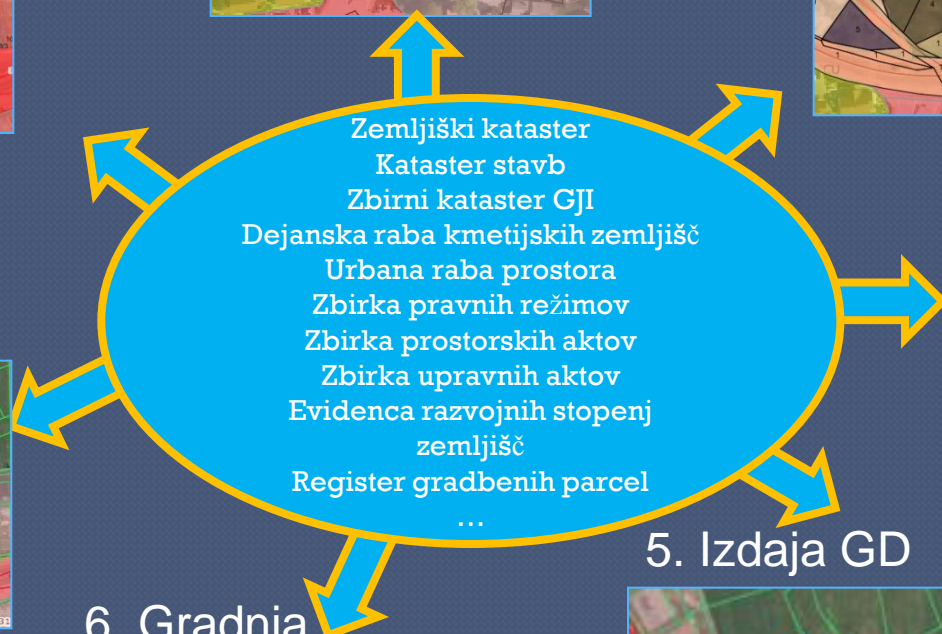 Zemljiški kataster
Kataster stavb
Zbirni kataster GJI
Dejanska raba kmetijskih zemljišč
Urbana raba prostora
Zbirka pravnih režimov
Zbirka prostorskih aktov
Zbirka upravnih aktov
Evidenca razvojnih stopenj
zemljišč
Register gradbenih parcel
...
5. Izdaja GD
6. Gradnja